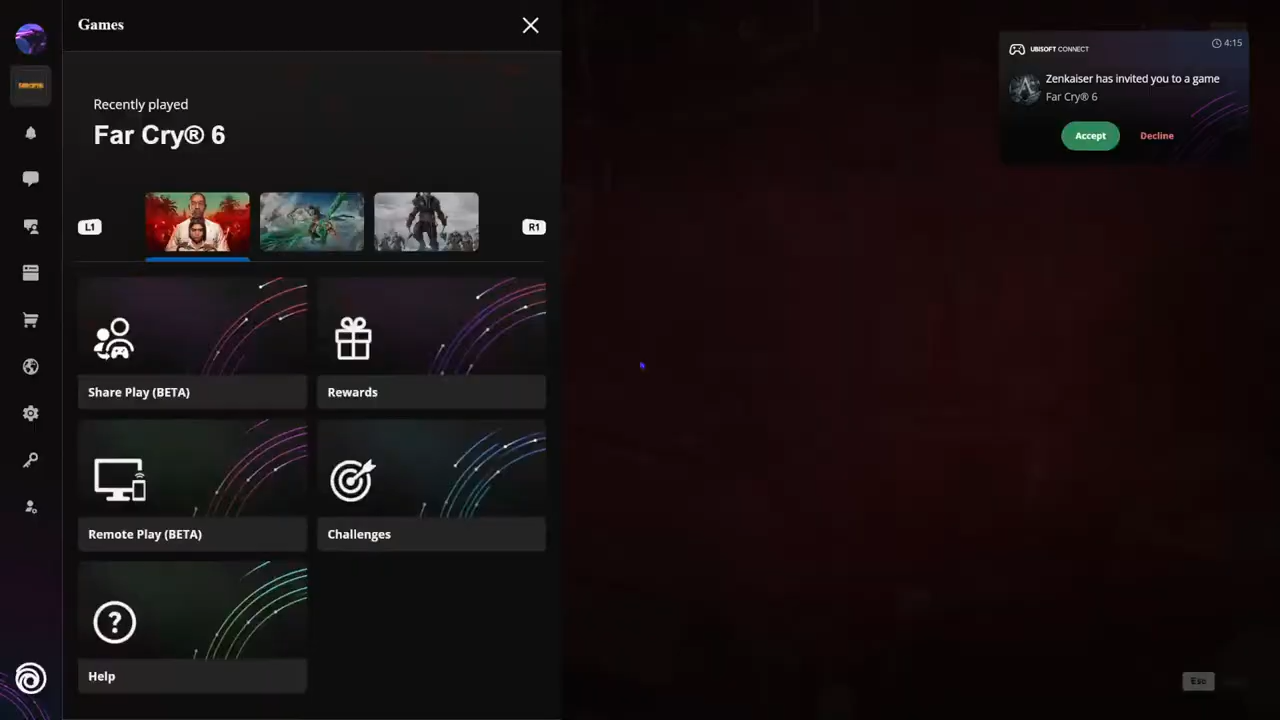 Games
Recently played
Far Cry® 6
L1
R1
Share Play (BETA)
Rewards
Remote Play (BETA)
Challenges
Help
UBISOFT CONNECT
4:15
Zenkaiser has invited you to a game
Far Cry® 6
Accept
Decline
Esc